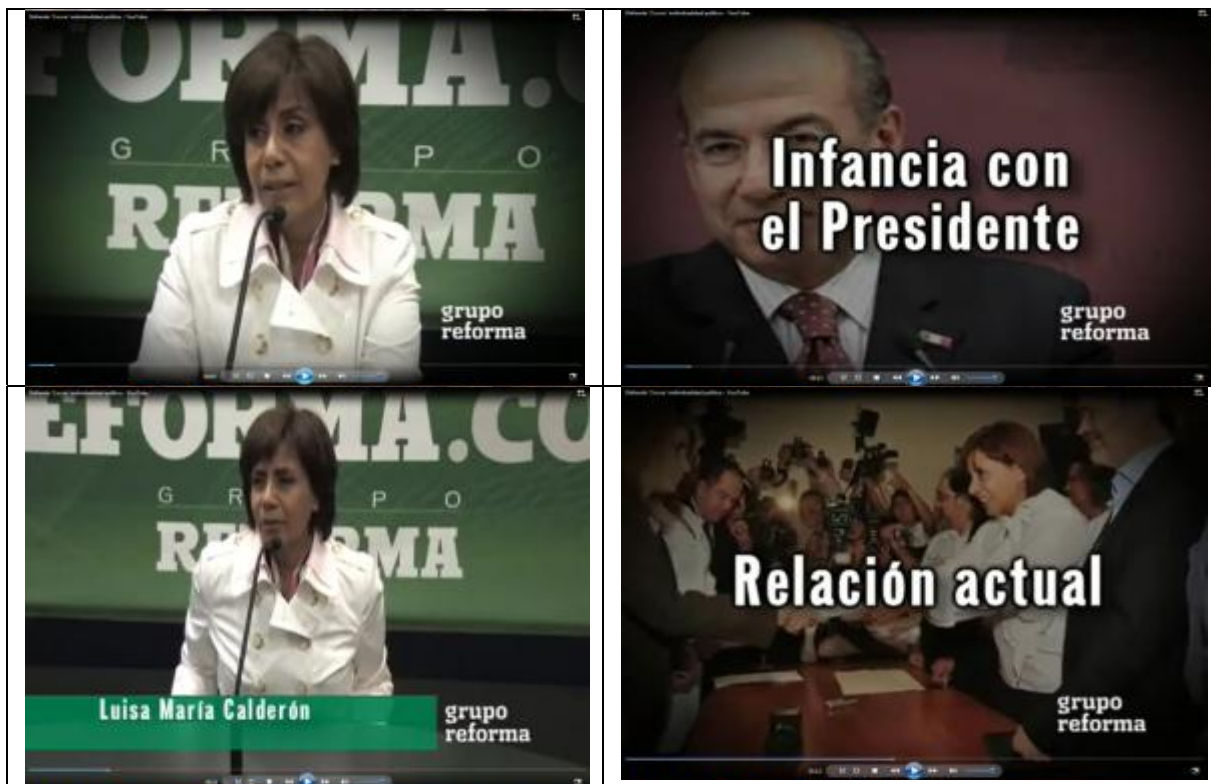 FORMA.C
G R P O
REFORMA
grupo
reforma
Infancia con
el Presidente
grupo
reforma
EFORMA.CO
G R P O
RMA
Luisa María Calderón
grupo
reforma
Relación actual
grupo
reforma